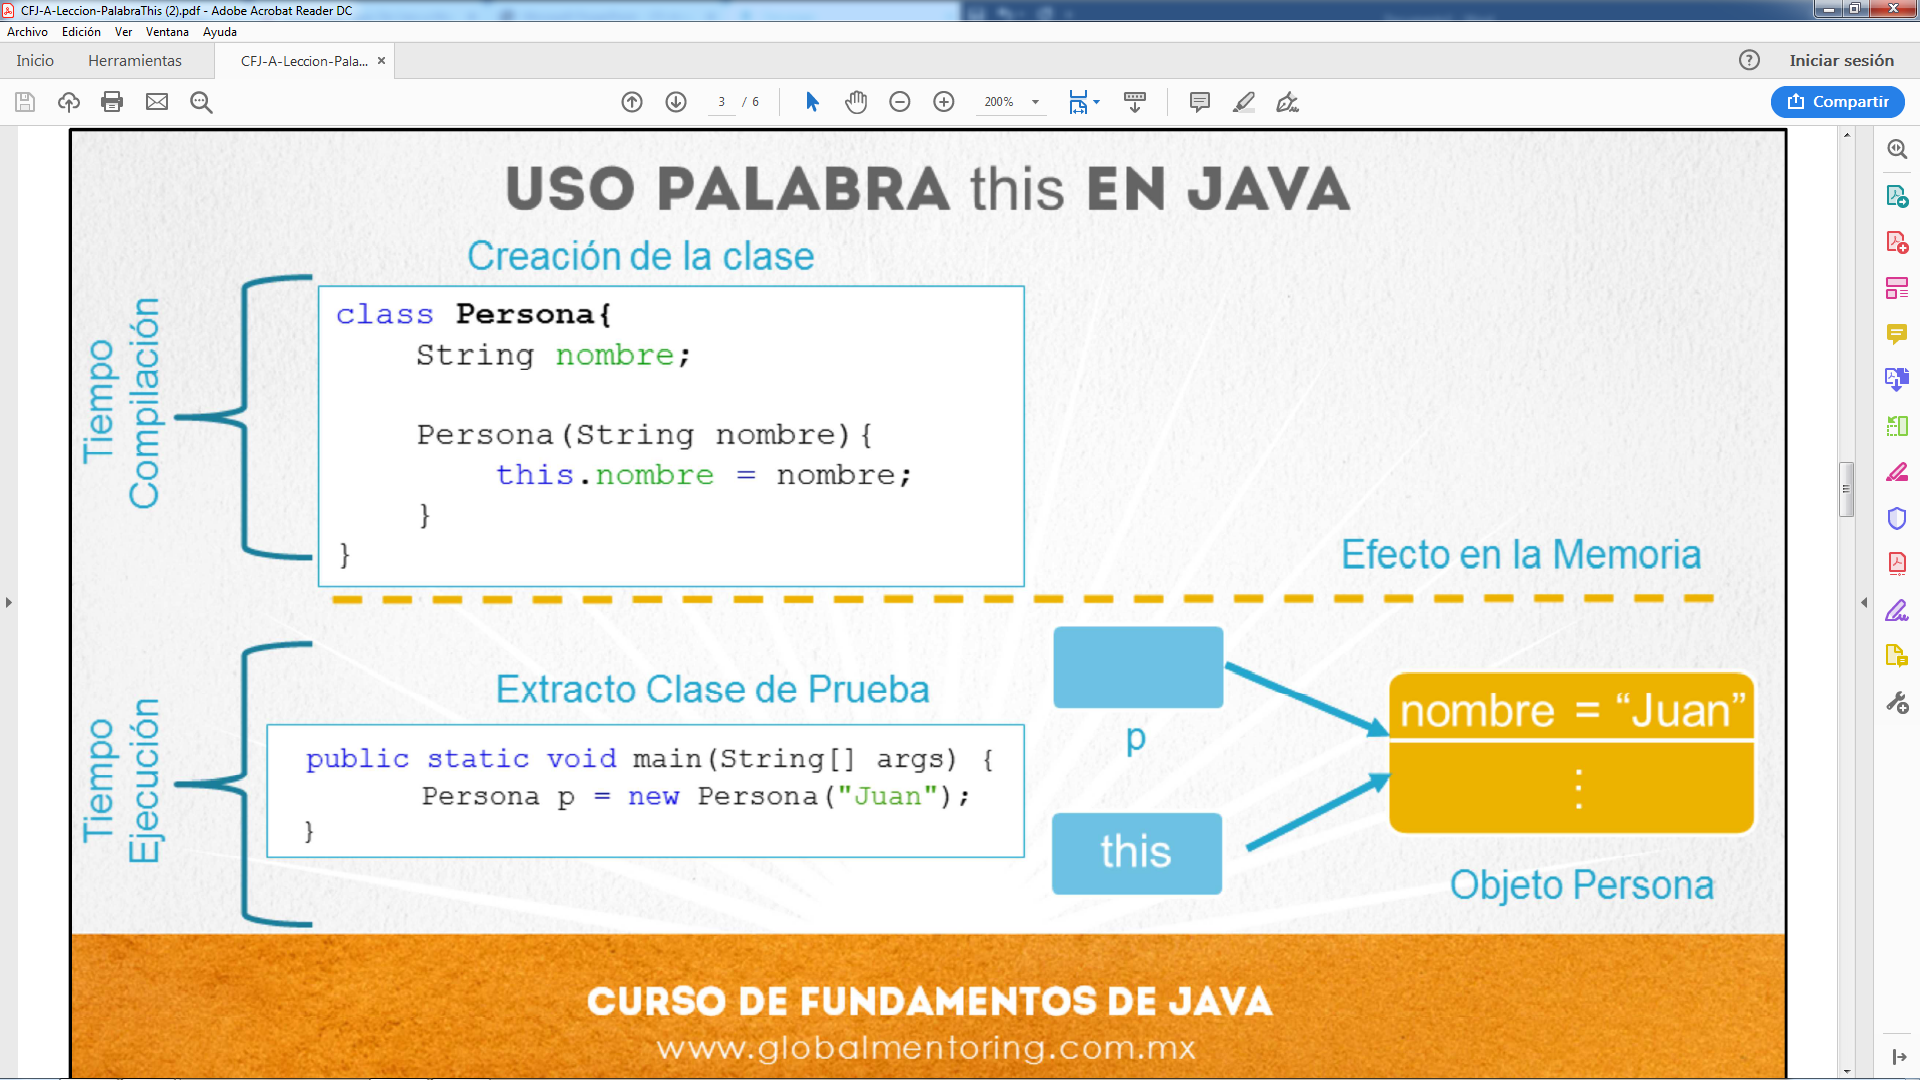 CFJ-A-Leccion-PalabraThis (2).pdf - Adobe Acrobat Reader DC
Archivo Edición Ver Ventana Ayuda
Inicio Herramientas CFJ-A-Leccion-Pala... × Iniciar sesión
3 / 6 200% Compartir
USO PALABRA this EN JAVA
Creación de la clase
Tiempo
Compilación
class Persona{
String nombre;
Persona(String nombre){
this.nombre = nombre;
}
}
Efecto en la Memoria
Tiempo
Ejecución
Extracto Clase de Prueba
public static void main(String[] args) {
Persona p = new Persona("Juan");
}
p
this
nombre = “Juan”
⋮
Objeto Persona
CURSO DE FUNDAMENTOS DE JAVA
www.globalmentoring.com.mx